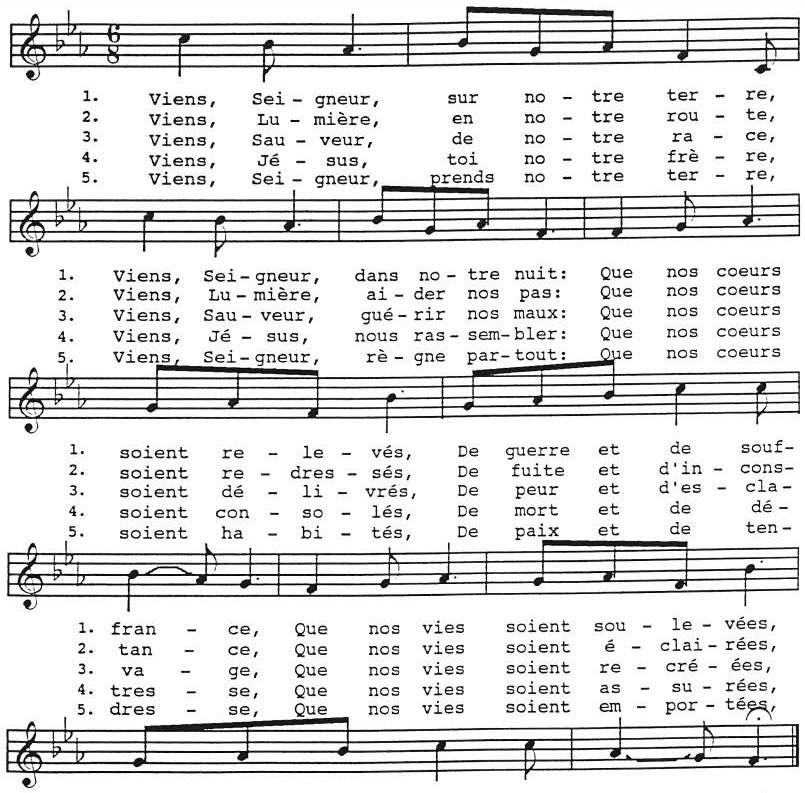 6
8
1. Viens, Sei - gneur, sur no - tre ter - re,
2. Viens, Lu - mière, en no - tre rou - te,
3. Viens, Sau - veur, de no - tre ra - ce,
4. Viens, Jé - sus, toi no - tre frè - re,
5. Viens, Sei - gneur, prends no - tre ter - re,
1. Viens, Sei - gneur, dans no - tre nuit: Que nos coeurs
2. Viens, Lu - mière, ai - der nos pas: Que nos coeurs
3. Viens, Sau - veur, gué - rir nos maux: Que nos coeurs
4. Viens, Jé - sus, nous ras - sem - bler: Que nos coeurs
5. Viens, Sei - gneur, rè - gne par - tout: Que nos coeurs
1. soient re - le - vés, De guerre et de souf-
2. soient re - dres - sés, De fuite et d'in - cons-
3. soient dé - li - vrés, De peur et d'es - cla-
4. soient con - so - lés, De mort et de dé -
5. soient ha - bi - tés, De paix et de ten-
1. fran - ce, Que nos vies soient sou - le - vées,
2. tan - ce, Que nos vies soient é - clai - rées,
3. va - ge, Que nos vies soient re - cré - ées,
4. tres - se, Que nos vies soient as - su - rées,
5. dres - se, Que nos vies soient em - por - tées,